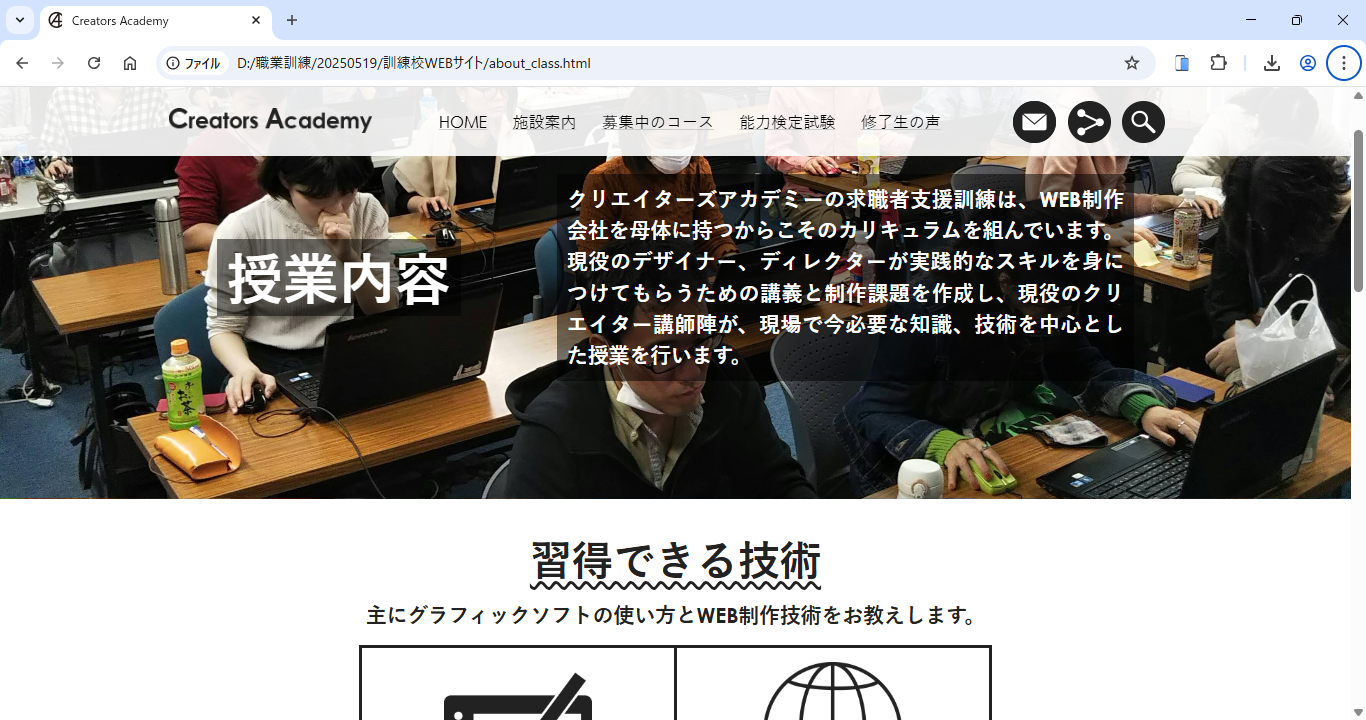 Creators Academy
ファイル
D:/職業訓練/20250519/訓練校WEBサイト/about_class.html
Creators Academy
HOME
施設案内
募集中のコース
能力検定試験
修了生の声
授業内容
クリエイターズアカデミーの求職者支援訓練は、WEB制作
会社を母体に持つからこそのカリキュラムを組んでいます。
現役のデザイナー、ディレクターが実践的なスキルを身に
つけてもらうための講義と制作課題を作成し、現役のクリ
エイター講師陣が、現場で今必要な知識、技術を中心とし
た授業を行います。
lenovo
お茶
習得できる技術
主にグラフィックソフトの使い方とWEB制作技術をお教えします。